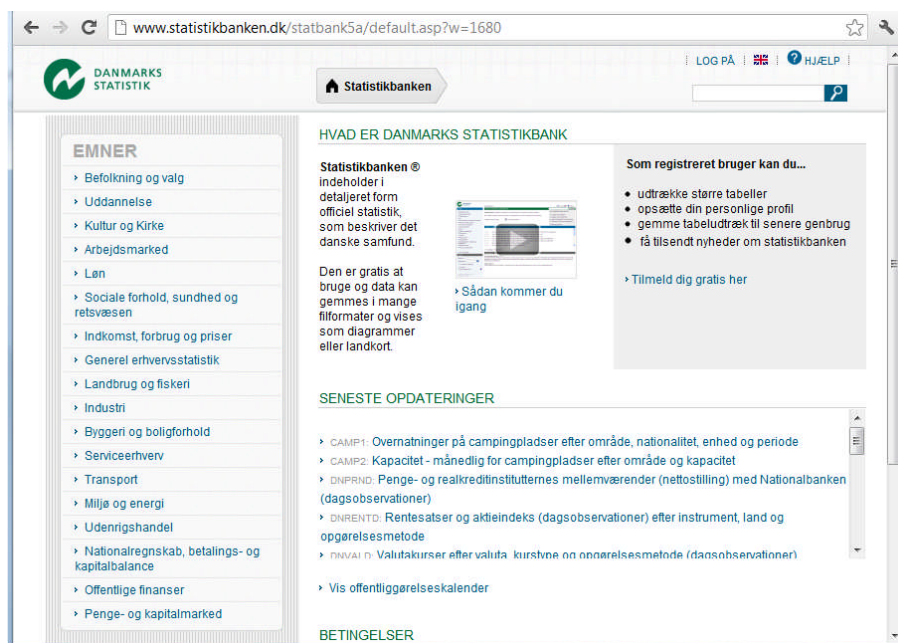 www.statistikbanken.dk/statbank5a/default.asp?w=1680
DANMARKS
STATISTIK
Statistikbanken
LOG PÅ
HJÆLP
EMNER
Befolkning og valg
Uddannelse
Kultur og Kirke
Arbejdsmarked
Løn
Sociale forhold, sundhed og
retsvæsen
Indkomst, forbrug og priser
Generel erhvervsstatistik
Landbrug og fiskeri
Industri
Byggeri og boligforhold
Serviceerhverv
Transport
Miljø og energi
Udenrigshandel
Nationalregnskab, betalings- og
kapitalbalance
Offentlige finanser
Penge- og kapitalmarked
HVAD ER DANMARKS STATISTIKBANK
Statistikbanken ®
indeholder i
detaljeret form
officiel statistik,
som beskriver det
danske samfund.
Den er gratis at
bruge og data kan
gemmes i mange
filformater og vises
som diagrammer
eller landkort.
Sådan kommer du
igang
Som registreret bruger kan du...
udtrække større tabeller
opsætte din personlige profil
gemme tabeludtræk til senere genbrug
få tilsendt nyheder om statistikbanken
Tilmeld dig gratis her
SENESTE OPDATERINGER
CAMP1: Overnatninger på campingpladser efter område, nationalitet, enhed og periode
CAMP2: Kapacitet - månedlig for campingpladser efter område og kapacitet
DNPRND: Penge- og realkreditinstitutternes mellemværender (nettostilling) med Nationalbanken
(dagsobservationer)
DNRENTD: Rentesatser og aktieindeks (dagsobservationer) efter instrument, land og
opgørelsesmetode
DNVALD: Valutakurser efter valuta, kurstype og opgørelsesmetode (dagsobservationer)
Vis offentliggørelseskalender
BETINGELSER